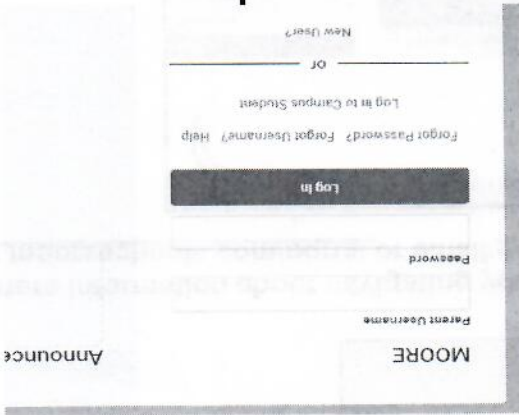 MOORE
Announce
Parent Username
Password
Log In
Forgot Password? Forgot Username? Help
Log in to Campus Student
or
New User?